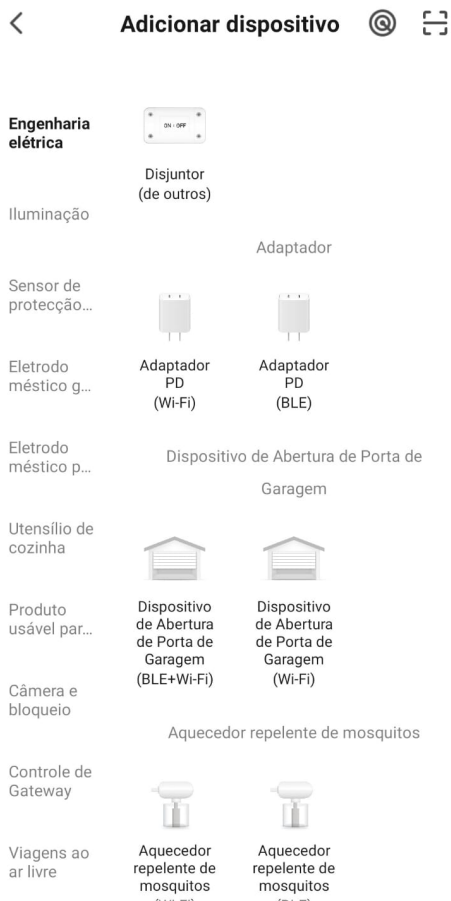 Adicionar dispositivo
Engenharia
elétrica
Iluminação
Sensor de
protecção...
Eletrodo
méstico g...
Eletrodo
méstico p...
Utensílio de
cozinha
Produto
usável par...
Câmera e
bloqueio
Controle de
Gateway
Viagens ao
ar livre
ON - OFF
Disjuntor
(de outros)
Adaptador
Adaptador
PD
(Wi-Fi)
Adaptador
PD
(BLE)
Dispositivo de Abertura de Porta de
Garagem
Dispositivo
de Abertura
de Porta de
Garagem
(BLE+Wi-Fi)
Dispositivo
de Abertura
de Porta de
Garagem
(Wi-Fi)
Aquecedor repelente de mosquitos
Aquecedor
repelente de
mosquitos
(Wi-Fi)
Aquecedor
repelente de
mosquitos
(BLE)